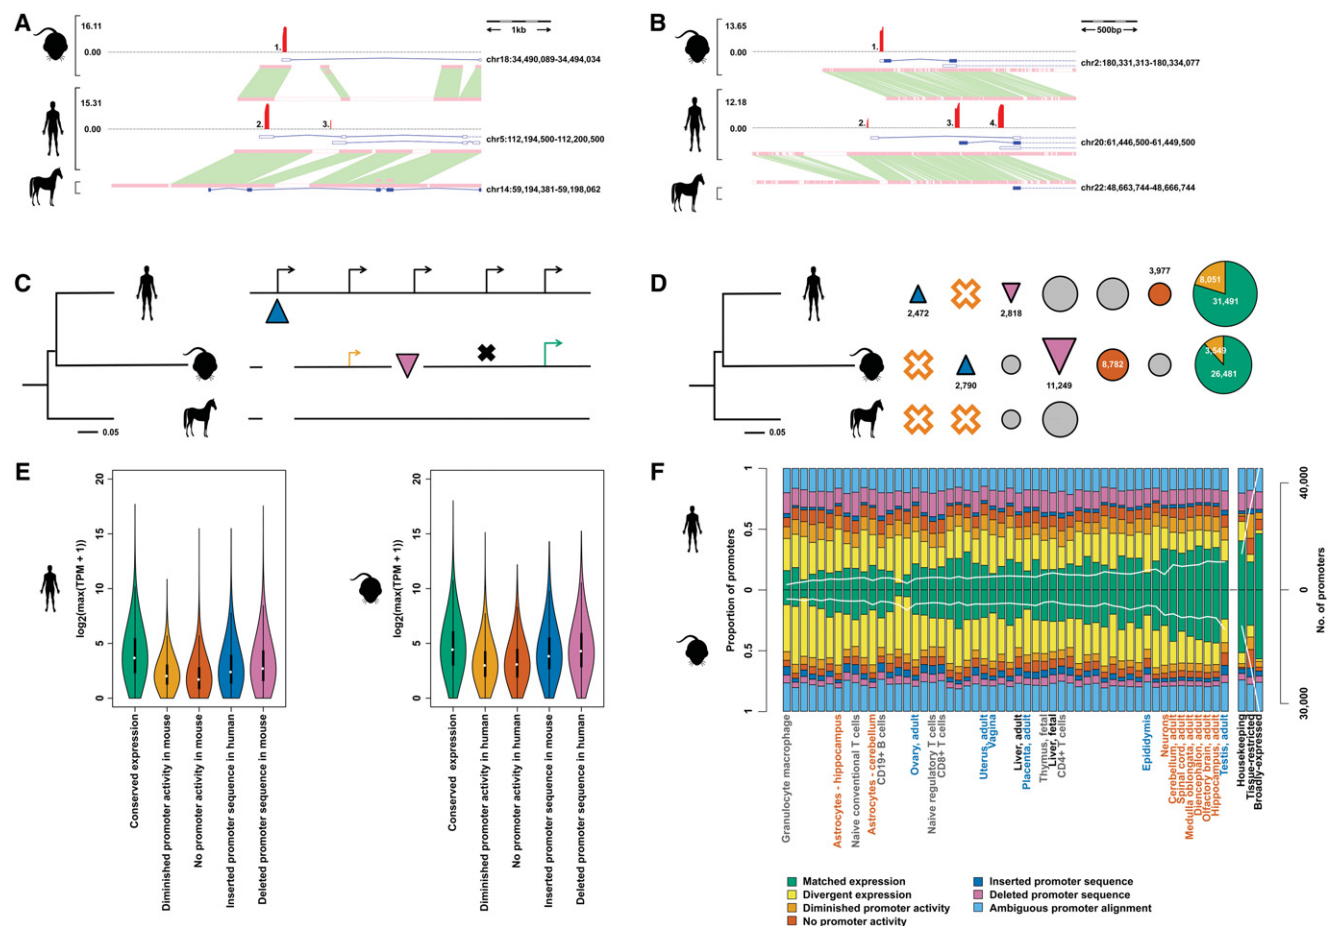 A
16.11
0.00
1.
1kb
chr18:34,490,089-34,494,034
15.31
0.00
2.
3.
chr5:112,194,500-112,200,500
chr14:59,194,381-59,198,062
B
13.65
0.00
1.
500bp
chr2:180,331,313-180,334,077
12.18
0.00
2.
3.
4.
chr20:61,446,500-61,449,500
chr22:48,663,744-48,666,744
C
0.05
D
2,472
2,818
3,977
8,051
31,491
2,790
11,249
8,782
3,549
26,481
0.05
E
log2(max(TPM + 1))
20
15
10
5
0
Conserved expression
Diminished promoter activity in mouse
No promoter activity in mouse
Inserted promoter sequence in human
Deleted promoter sequence in mouse
log2(max(TPM + 1))
20
15
10
5
0
Conserved expression
Diminished promoter activity in human
No promoter activity in human
Inserted promoter sequence in mouse
Deleted promoter sequence in human
F
Proportion of promoters
1
0.5
0
0.5
1
No. of promoters
40,000
0
30,000
Granulocyte macrophage
Astrocytes - hippocampus
Naive conventional T cells
Astrocytes - cerebellum
CD19+ B cells
Ovary, adult
Naive regulatory T cells
CD8+ T cells
Uterus, adult
Vagina
Liver, adult
Placenta, adult
Thymus, fetal
Liver, fetal
CD4+ T cells
Epididymis
Neurons
Cerebellum, adult
Spinal cord, adult
Medulla oblongata, adult
Diencephalon, adult
Olfactory brain, adult
Hippocampus, adult
Testis, adult
Housekeeping
Tissue-restricted
Broadly-expressed
Matched expression
Divergent expression
Diminished promoter activity
No promoter activity
Inserted promoter sequence
Deleted promoter sequence
Ambiguous promoter alignment